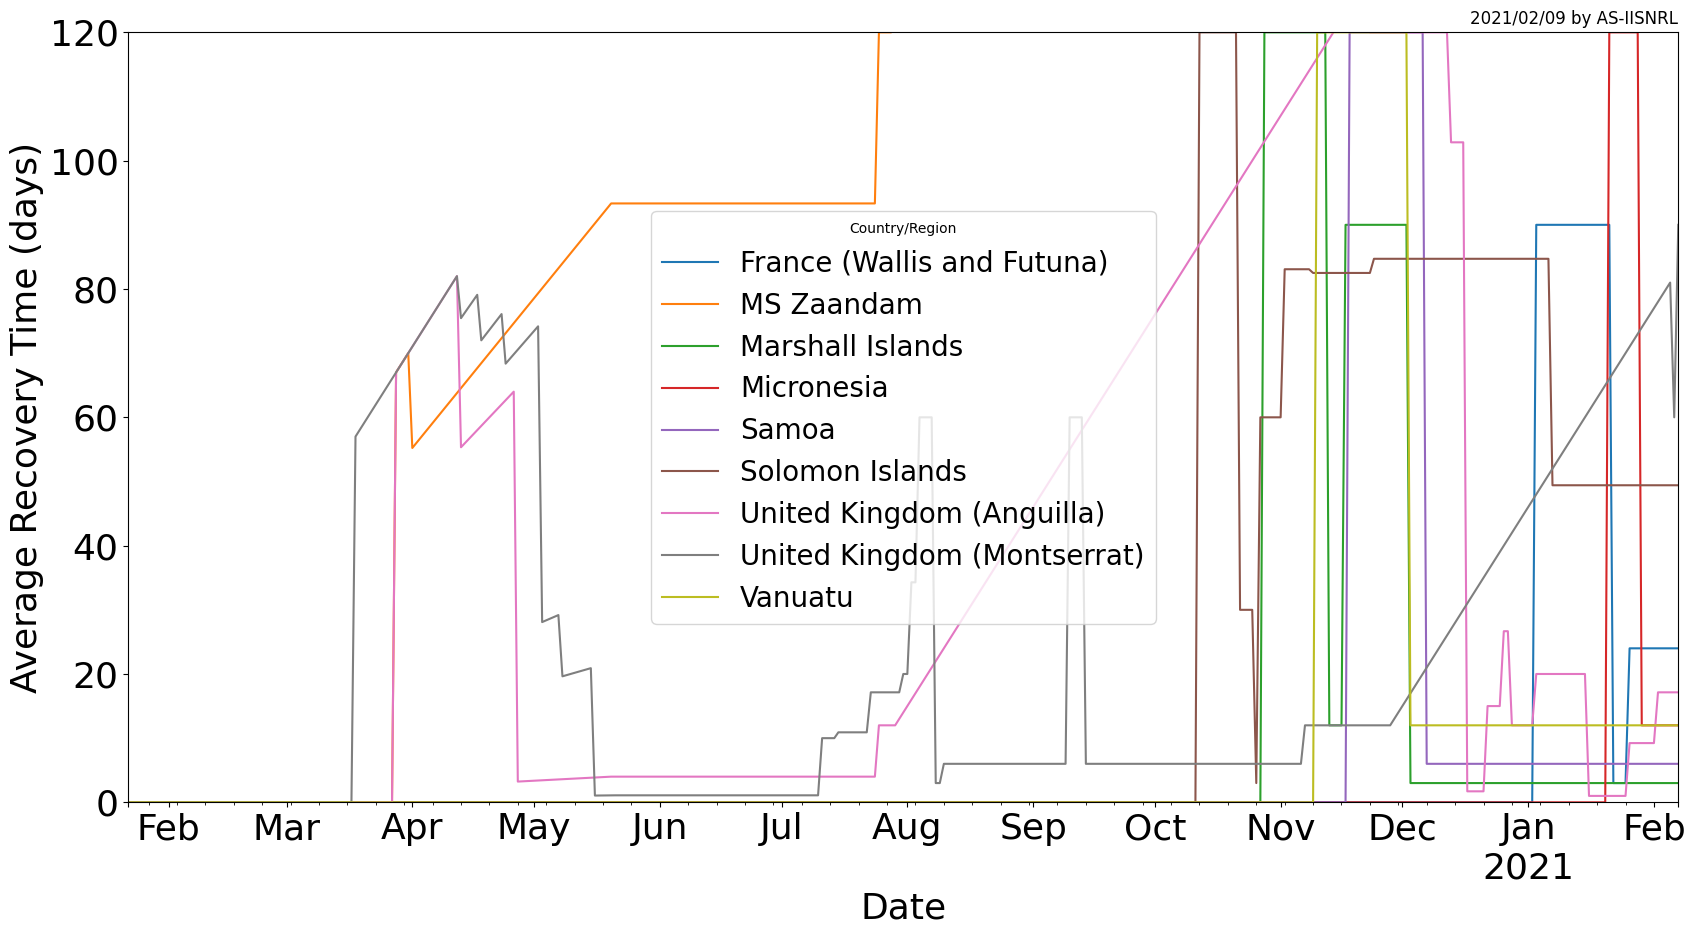 2021/02/09 by AS-IISNRL
120
100
80
60
40
20
0
Average Recovery Time (days)
Country/Region
France (Wallis and Futuna)
MS Zaandam
Marshall Islands
Micronesia
Samoa
Solomon Islands
United Kingdom (Anguilla)
United Kingdom (Montserrat)
Vanuatu
Feb Mar Apr May Jun Jul Aug Sep Oct Nov Dec Jan Feb
2021
Date